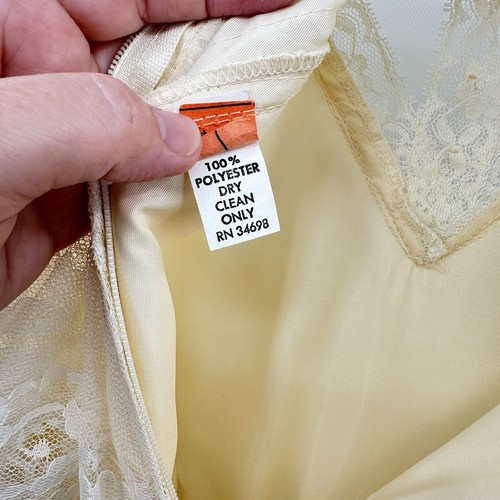 100%
POLYESTER
DRY
CLEAN
ONLY
RN 34698